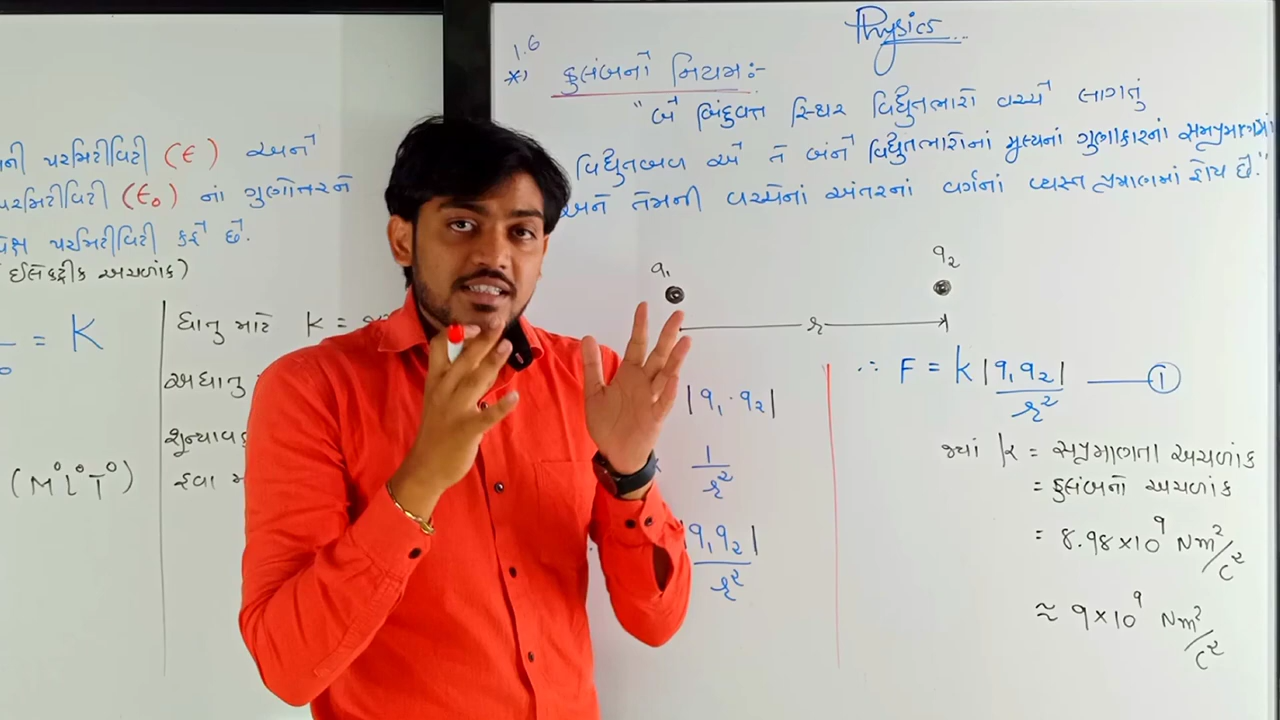 Physics
1.6
* કુલંબનો નિયમ :-
"બે બિંદુવત્ત સ્થિર વિદ્યુતભારો વચ્ચે લાગતું
વિદ્યુતબળ એ તે બંને વિદ્યુતભારોનાં મૂલ્યનાં ગુણાકારનાં સમપ્રમાણમાં
અને તેમની વચ્ચેનાં અંતરનાં વર્ગનાં વ્યસ્ત પ્રમાણમાં હોય છે."
q₁ q₂
r
|q₁ · q₂|
1/r²
|q₁q₂|/r²
∴ F = k |q₁q₂|/r² —— ①
જ્યાં k = સપ્રમાણતા અચળાંક
= કુલંબનો અચળાંક
= 8.98×10⁹ Nm²/C²
≈ 9×10⁹ Nm²/C²
પરમિટીવિટી (ε) અને
પરમિટીવિટી (ε₀) નાં ગુણોત્તરને
પરમિટીવિટી કહે છે.
ઈલેક્ટ્રીક અચળાંક)
= K
(M⁰L⁰T⁰)
ધાતુ માટે K =
અધાતુ
હવા